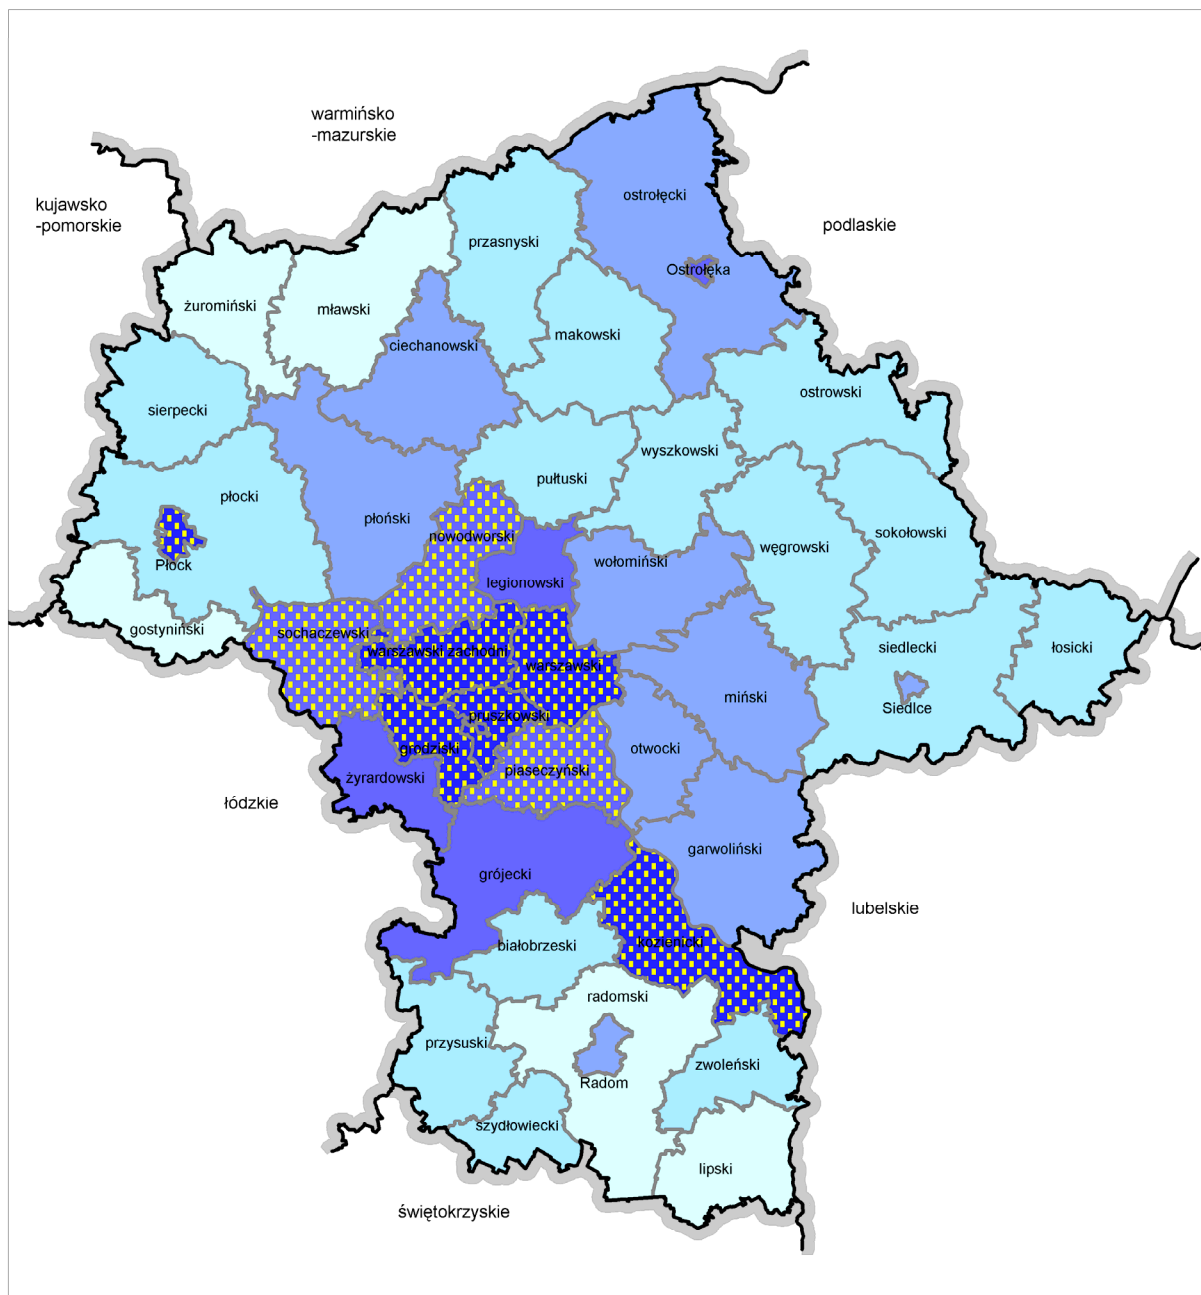 warmińsko
-mazurskie
kujawsko
-pomorskie
podlaskie
ostrołęcki
przasnyski
Ostrołęka
żuromiński
mławski
makowski
ciechanowski
ostrowski
sierpecki
wyszkowski
pułtuski
płocki
płoński
nowodworski
sokołowski
węgrowski
wołomiński
Płock
legionowski
gostyniński
sochaczewski
warszawski zachodni
warszawski
siedlecki
łosicki
miński
Siedlce
pruszkowski
grodziski
otwocki
piaseczyński
żyrardowski
łódzkie
garwoliński
grójecki
lubelskie
białobrzeski
kozienicki
radomski
przysuski
zwoleński
Radom
szydłowiecki
lipski
świętokrzyskie